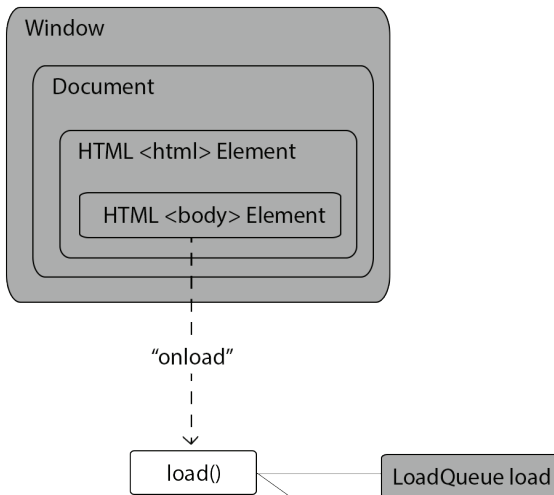 Window
Document
HTML <html> Element
HTML <body> Element
“onload”
load()
LoadQueue load